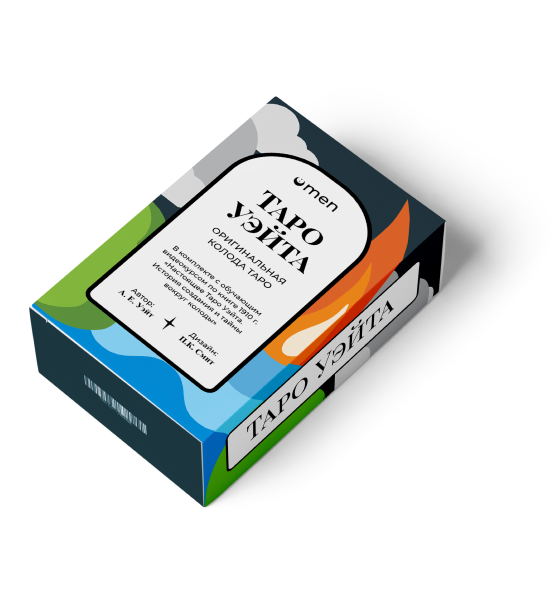 omen
ТАРО
УЭЙТА
ОРИГИНАЛЬНАЯ
КОЛОДА ТАРО
В комплекте с обучающим
видеокурсом по книге 1910 г.
«Настоящее Таро Уэйта.
История создания и тайны
вокруг колоды»
Автор:
А. Е. Уэйт
Дизайн:
П.К. Смит
ТАРО УЭЙТА